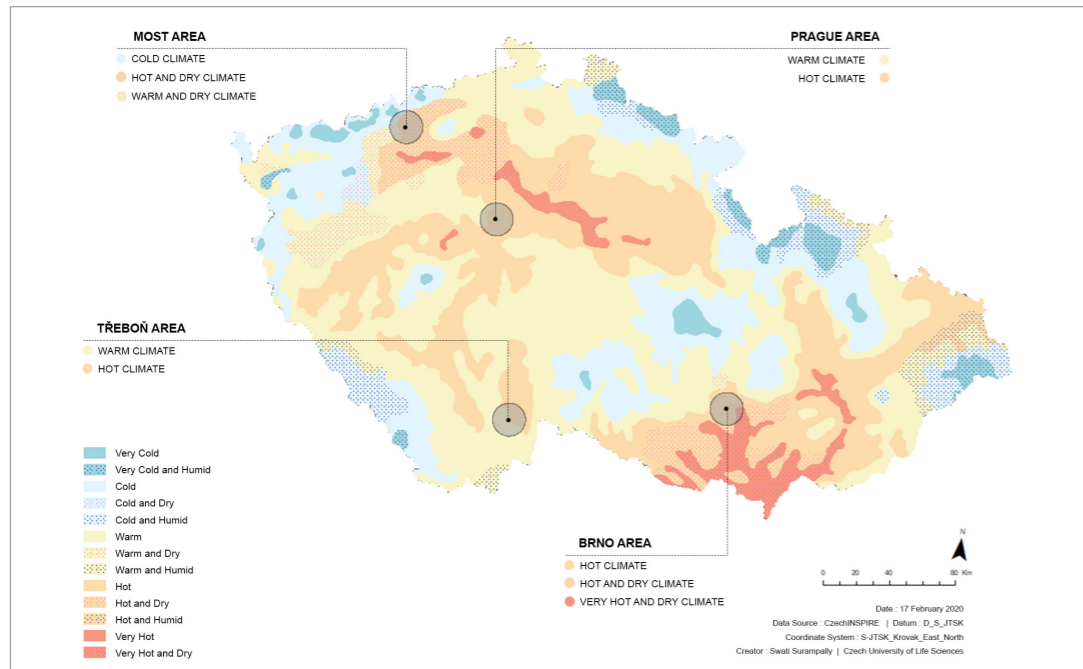 MOST AREA
COLD CLIMATE
HOT AND DRY CLIMATE
WARM AND DRY CLIMATE
PRAGUE AREA
WARM CLIMATE
HOT CLIMATE
TŘEBOŇ AREA
WARM CLIMATE
HOT CLIMATE
Very Cold
Very Cold and Humid
Cold
Cold and Dry
Cold and Humid
Warm
Warm and Dry
Warm and Humid
Hot
Hot and Dry
Hot and Humid
Very Hot
Very Hot and Dry
BRNO AREA
HOT CLIMATE
HOT AND DRY CLIMATE
VERY HOT AND DRY CLIMATE
N
0 20 40 60 80 Km
Date : 17 February 2020
Data Source : CzechINSPIRE | Datum : D_S_JTSK
Coordinate System : S-JTSK_Krovak_East_North
Creator : Swati Surampally | Czech University of Life Sciences